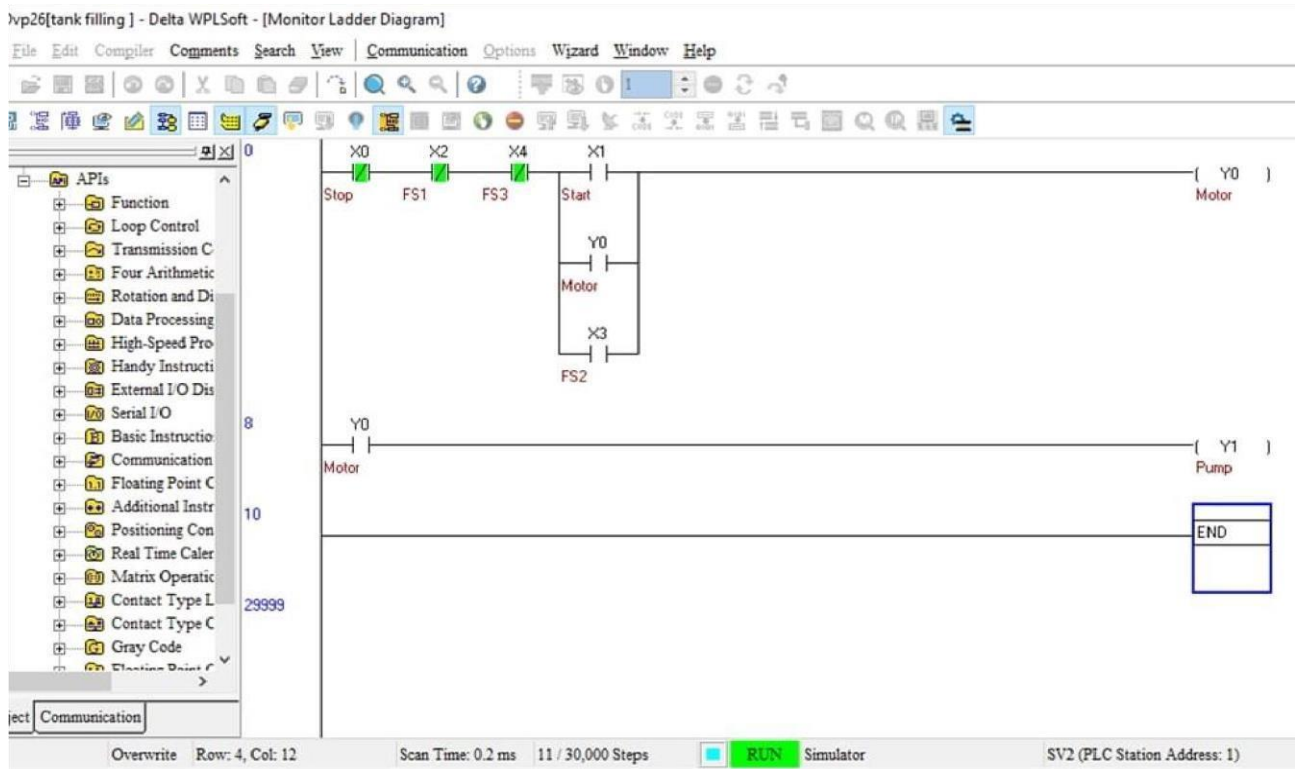 Dvp26[tank filling ] - Delta WPLSoft - [Monitor Ladder Diagram]
File Edit Compiler Comments Search View Communication Options Wizard Window Help
1
APIs
Function
Loop Control
Transmission C
Four Arithmetic
Rotation and Di
Data Processing
High-Speed Pro
Handy Instructi
External I/O Dis
Serial I/O
Basic Instructio
Communication
Floating Point C
Additional Instr
Positioning Con
Real Time Caler
Matrix Operatic
Contact Type L
Contact Type C
Gray Code
Floating Point C
ject Communication
0
X0 X2 X4 X1
Y0
Stop FS1 FS3 Start Motor
Y0
Motor
X3
FS2
8
Y0 Y1
Motor Pump
10
END
29999
Overwrite Row: 4, Col: 12 Scan Time: 0.2 ms 11 / 30,000 Steps RUN Simulator SV2 (PLC Station Address: 1)